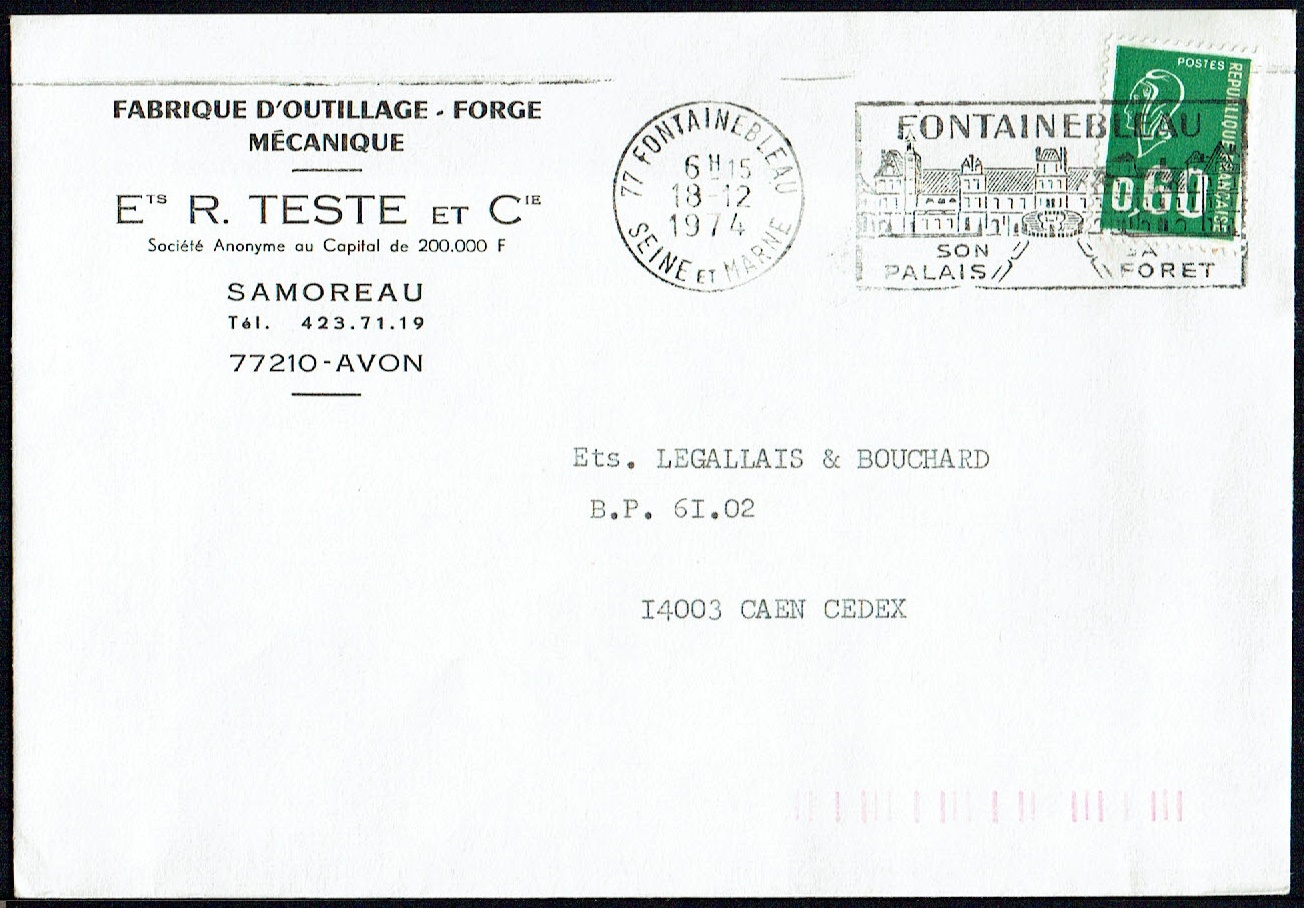 FABRIQUE D'OUTILLAGE - FORGE
MÉCANIQUE
ETS R. TESTE ET CIE
Société Anonyme au Capital de 200.000 F
SAMOREAU
Tél. 423.71.19
77210-AVON
77 FONTAINEBLEAU
6H15
18-12
1974
SEINE ET MARNE
FONTAINEBLEAU
SON
PALAIS
SA
FORET
POSTES
REPUBLIQUE FRANÇAISE
0,60
Ets. LEGALLAIS & BOUCHARD
B.P. 6I.02
I4003 CAEN CEDEX